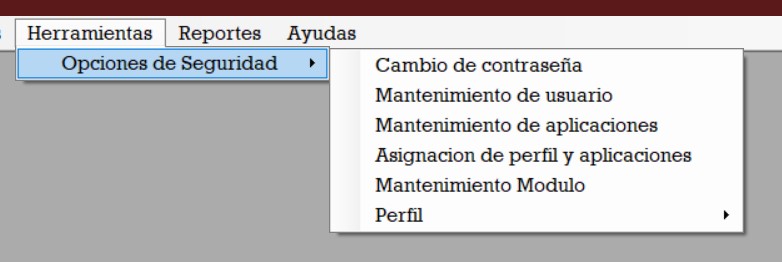 Herramientas Reportes Ayudas
Opciones de Seguridad
Cambio de contraseña
Mantenimiento de usuario
Mantenimiento de aplicaciones
Asignacion de perfil y aplicaciones
Mantenimiento Modulo
Perfil